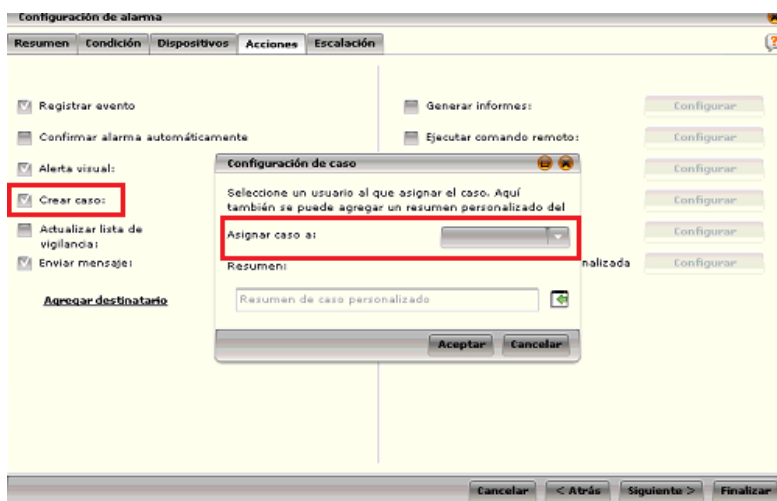 Configuración de alarma
Resumen Condición Dispositivos Acciones Escalación
Registrar evento
Confirmar alarma automáticamente
Alerta visual:
Crear caso:
Actualizar lista de
vigilancia:
Enviar mensaje:
Agregar destinatario
Generar informes: Configurar
Ejecutar comando remoto: Configurar
Configurar
Configurar
Configurar
nalizada Configurar
Configuración de caso
Seleccione un usuario al que asignar el caso. Aquí
también se puede agregar un resumen personalizado del
Asignar caso a:
Resumen:
Resumen de caso personalizado
Aceptar Cancelar
Cancelar < Atrás Siguiente > Finalizar